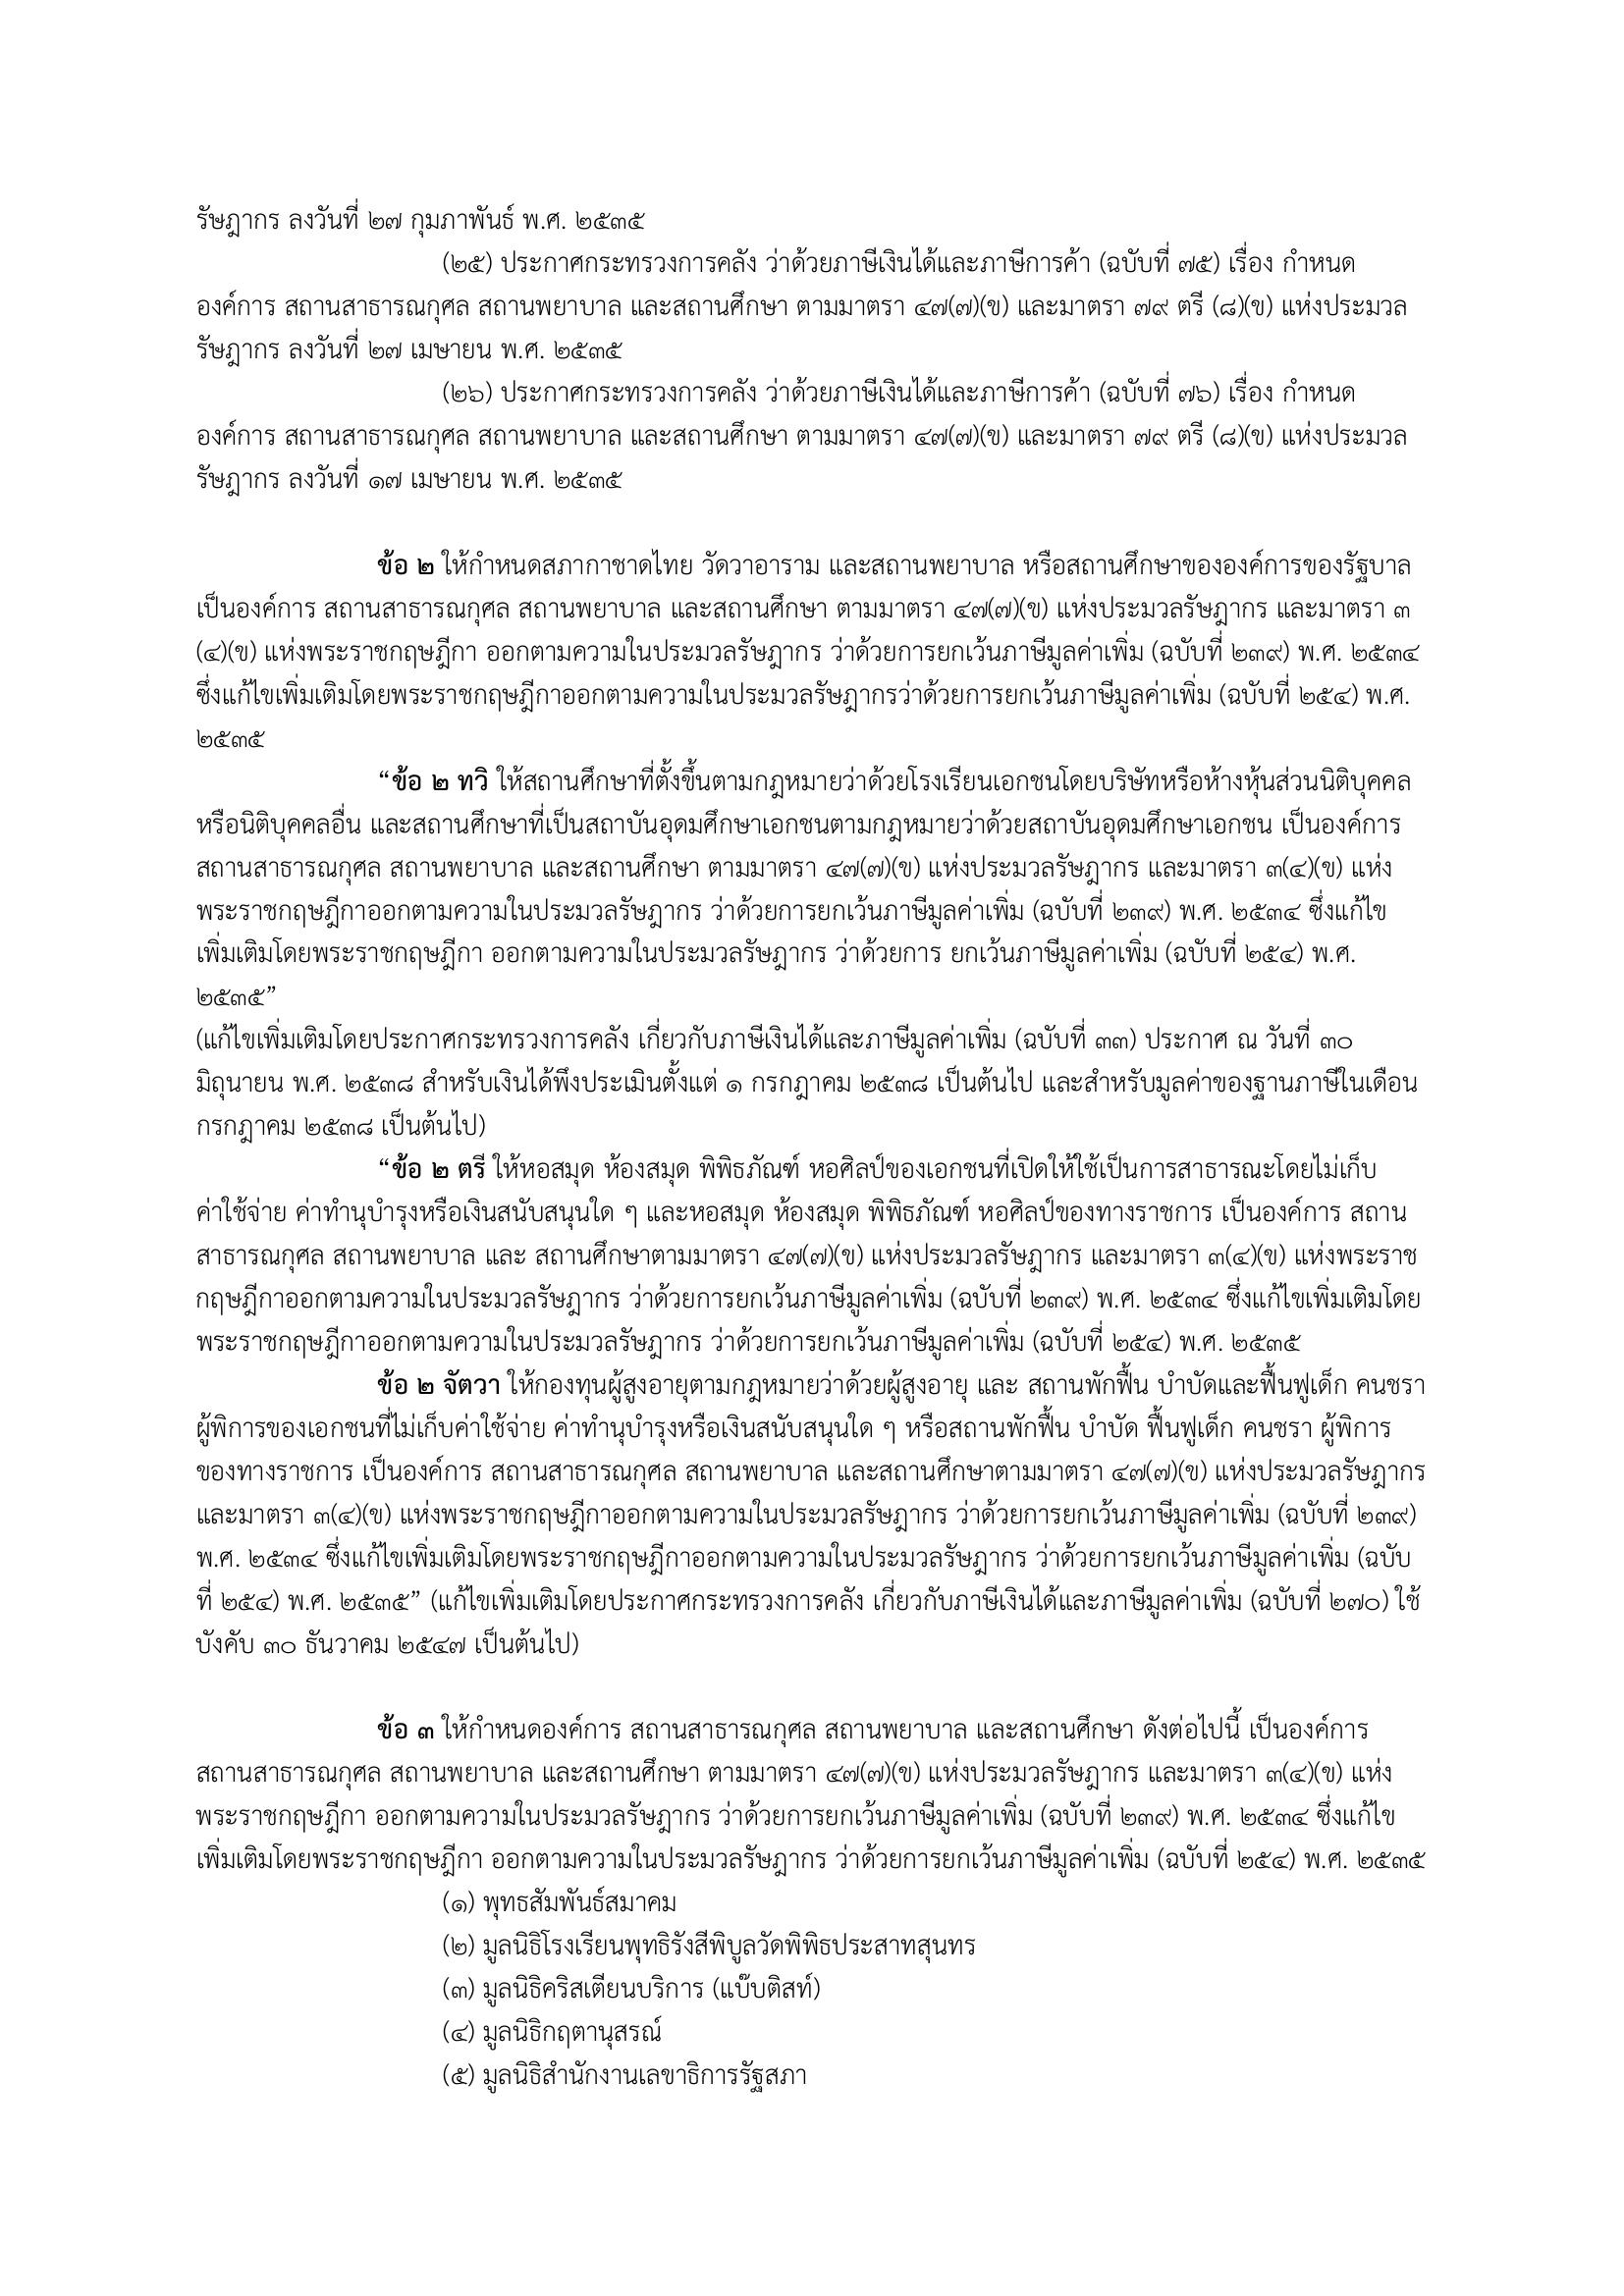 รัษฎากร ลงวันที่ ๒๗ กุมภาพันธ์ พ.ศ. ๒๕๓๕
(๒๕) ประกาศกระทรวงการคลัง ว่าด้วยภาษีเงินได้และภาษีการค้า (ฉบับที่ ๗๕) เรื่อง กำหนด
องค์การ สถานสาธารณกุศล สถานพยาบาล และสถานศึกษา ตามมาตรา ๔๗(๗)(ข) และมาตรา ๗๙ ตรี (๘)(ข) แห่งประมวล
รัษฎากร ลงวันที่ ๒๗ เมษายน พ.ศ. ๒๕๓๕
(๒๖) ประกาศกระทรวงการคลัง ว่าด้วยภาษีเงินได้และภาษีการค้า (ฉบับที่ ๗๖) เรื่อง กำหนด
องค์การ สถานสาธารณกุศล สถานพยาบาล และสถานศึกษา ตามมาตรา ๔๗(๗)(ข) และมาตรา ๗๙ ตรี (๘)(ข) แห่งประมวล
รัษฎากร ลงวันที่ ๑๗ เมษายน พ.ศ. ๒๕๓๕
ข้อ ๒ ให้กำหนดสภากาชาดไทย วัดวาอาราม และสถานพยาบาล หรือสถานศึกษาขององค์การของรัฐบาล
เป็นองค์การ สถานสาธารณกุศล สถานพยาบาล และสถานศึกษา ตามมาตรา ๔๗(๗)(ข) แห่งประมวลรัษฎากร และมาตรา ๓
(๔)(ข) แห่งพระราชกฤษฎีกา ออกตามความในประมวลรัษฎากร ว่าด้วยการยกเว้นภาษีมูลค่าเพิ่ม (ฉบับที่ ๒๓๙) พ.ศ. ๒๕๓๔
ซึ่งแก้ไขเพิ่มเติมโดยพระราชกฤษฎีกาออกตามความในประมวลรัษฎากรว่าด้วยการยกเว้นภาษีมูลค่าเพิ่ม (ฉบับที่ ๒๕๔) พ.ศ.
๒๕๓๕
“ข้อ ๒ ทวิ ให้สถานศึกษาที่ตั้งขึ้นตามกฎหมายว่าด้วยโรงเรียนเอกชนโดยบริษัทหรือห้างหุ้นส่วนนิติบุคคล
หรือนิติบุคคลอื่น และสถานศึกษาที่เป็นสถาบันอุดมศึกษาเอกชนตามกฎหมายว่าด้วยสถาบันอุดมศึกษาเอกชน เป็นองค์การ
สถานสาธารณกุศล สถานพยาบาล และสถานศึกษา ตามมาตรา ๔๗(๗)(ข) แห่งประมวลรัษฎากร และมาตรา ๓(๔)(ข) แห่ง
พระราชกฤษฎีกาออกตามความในประมวลรัษฎากร ว่าด้วยการยกเว้นภาษีมูลค่าเพิ่ม (ฉบับที่ ๒๓๙) พ.ศ. ๒๕๓๔ ซึ่งแก้ไข
เพิ่มเติมโดยพระราชกฤษฎีกา ออกตามความในประมวลรัษฎากร ว่าด้วยการ ยกเว้นภาษีมูลค่าเพิ่ม (ฉบับที่ ๒๕๔) พ.ศ.
๒๕๓๕”
(แก้ไขเพิ่มเติมโดยประกาศกระทรวงการคลัง เกี่ยวกับภาษีเงินได้และภาษีมูลค่าเพิ่ม (ฉบับที่ ๓๓) ประกาศ ณ วันที่ ๓๐
มิถุนายน พ.ศ. ๒๕๓๘ สำหรับเงินได้พึงประเมินตั้งแต่ ๑ กรกฎาคม ๒๕๓๘ เป็นต้นไป และสำหรับมูลค่าของฐานภาษีในเดือน
กรกฎาคม ๒๕๓๘ เป็นต้นไป)
“ข้อ ๒ ตรี ให้หอสมุด ห้องสมุด พิพิธภัณฑ์ หอศิลป์ของเอกชนที่เปิดให้ใช้เป็นการสาธารณะโดยไม่เก็บ
ค่าใช้จ่าย ค่าทำนุบำรุงหรือเงินสนับสนุนใด ๆ และหอสมุด ห้องสมุด พิพิธภัณฑ์ หอศิลป์ของทางราชการ เป็นองค์การ สถาน
สาธารณกุศล สถานพยาบาล และ สถานศึกษาตามมาตรา ๔๗(๗)(ข) แห่งประมวลรัษฎากร และมาตรา ๓(๔)(ข) แห่งพระราช
กฤษฎีกาออกตามความในประมวลรัษฎากร ว่าด้วยการยกเว้นภาษีมูลค่าเพิ่ม (ฉบับที่ ๒๓๙) พ.ศ. ๒๕๓๔ ซึ่งแก้ไขเพิ่มเติมโดย
พระราชกฤษฎีกาออกตามความในประมวลรัษฎากร ว่าด้วยการยกเว้นภาษีมูลค่าเพิ่ม (ฉบับที่ ๒๕๔) พ.ศ. ๒๕๓๕
ข้อ ๒ จัตวา ให้กองทุนผู้สูงอายุตามกฎหมายว่าด้วยผู้สูงอายุ และ สถานพักฟื้น บำบัดและฟื้นฟูเด็ก คนชรา
ผู้พิการของเอกชนที่ไม่เก็บค่าใช้จ่าย ค่าทำนุบำรุงหรือเงินสนับสนุนใด ๆ หรือสถานพักฟื้น บำบัด ฟื้นฟูเด็ก คนชรา ผู้พิการ
ของทางราชการ เป็นองค์การ สถานสาธารณกุศล สถานพยาบาล และสถานศึกษาตามมาตรา ๔๗(๗)(ข) แห่งประมวลรัษฎากร
และมาตรา ๓(๔)(ข) แห่งพระราชกฤษฎีกาออกตามความในประมวลรัษฎากร ว่าด้วยการยกเว้นภาษีมูลค่าเพิ่ม (ฉบับที่ ๒๓๙)
พ.ศ. ๒๕๓๔ ซึ่งแก้ไขเพิ่มเติมโดยพระราชกฤษฎีกาออกตามความในประมวลรัษฎากร ว่าด้วยการยกเว้นภาษีมูลค่าเพิ่ม (ฉบับ
ที่ ๒๕๔) พ.ศ. ๒๕๓๕” (แก้ไขเพิ่มเติมโดยประกาศกระทรวงการคลัง เกี่ยวกับภาษีเงินได้และภาษีมูลค่าเพิ่ม (ฉบับที่ ๒๗๐) ใช้
บังคับ ๓๐ ธันวาคม ๒๕๔๗ เป็นต้นไป)
ข้อ ๓ ให้กำหนดองค์การ สถานสาธารณกุศล สถานพยาบาล และสถานศึกษา ดังต่อไปนี้ เป็นองค์การ
สถานสาธารณกุศล สถานพยาบาล และสถานศึกษา ตามมาตรา ๔๗(๗)(ข) แห่งประมวลรัษฎากร และมาตรา ๓(๔)(ข) แห่ง
พระราชกฤษฎีกา ออกตามความในประมวลรัษฎากร ว่าด้วยการยกเว้นภาษีมูลค่าเพิ่ม (ฉบับที่ ๒๓๙) พ.ศ. ๒๕๓๔ ซึ่งแก้ไข
เพิ่มเติมโดยพระราชกฤษฎีกา ออกตามความในประมวลรัษฎากร ว่าด้วยการยกเว้นภาษีมูลค่าเพิ่ม (ฉบับที่ ๒๕๔) พ.ศ. ๒๕๓๕
(๑) พุทธสัมพันธ์สมาคม
(๒) มูลนิธิโรงเรียนพุทธิรังสีพิบูลวัดพิพิธประสาทสุนทร
(๓) มูลนิธิคริสเตียนบริการ (แบ๊บติสท์)
(๔) มูลนิธิกฤตานุสรณ์
(๕) มูลนิธิสำนักงานเลขาธิการรัฐสภา